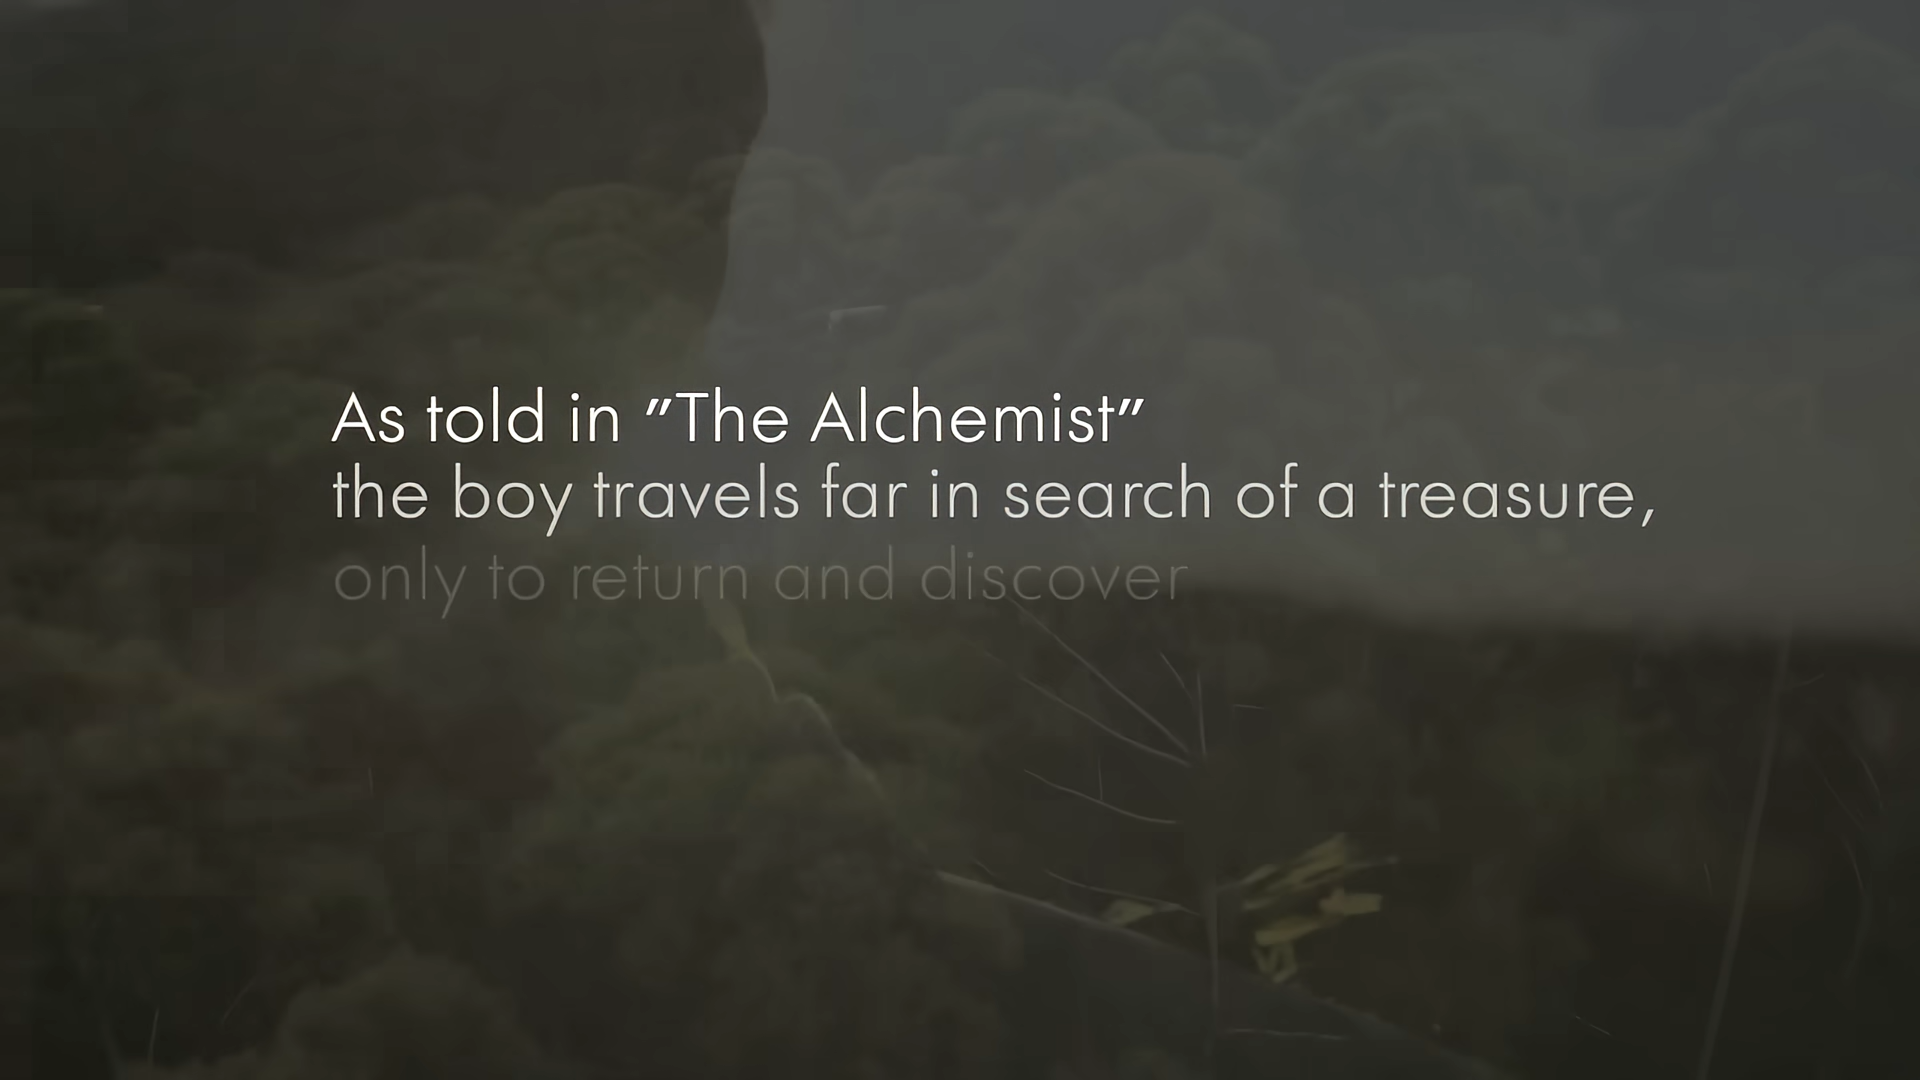 As told in "The Alchemist"
the boy travels far in search of a treasure,
only to return and discover